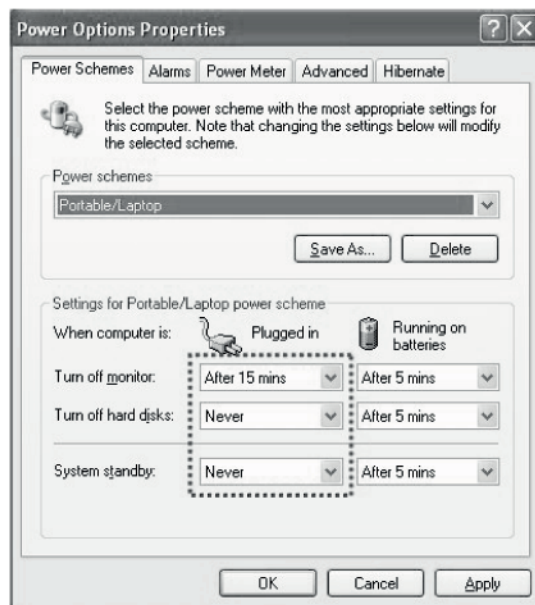 Power Options Properties
Power Schemes Alarms Power Meter Advanced Hibernate
Select the power scheme with the most appropriate settings for
this computer. Note that changing the settings below will modify
the selected scheme.
Power schemes
Portable/Laptop
Save As... Delete
Settings for Portable/Laptop power scheme
When computer is: Plugged in Running on
batteries
Turn off monitor: After 15 mins After 5 mins
Turn off hard disks: Never After 5 mins
System standby: Never After 5 mins
OK Cancel Apply